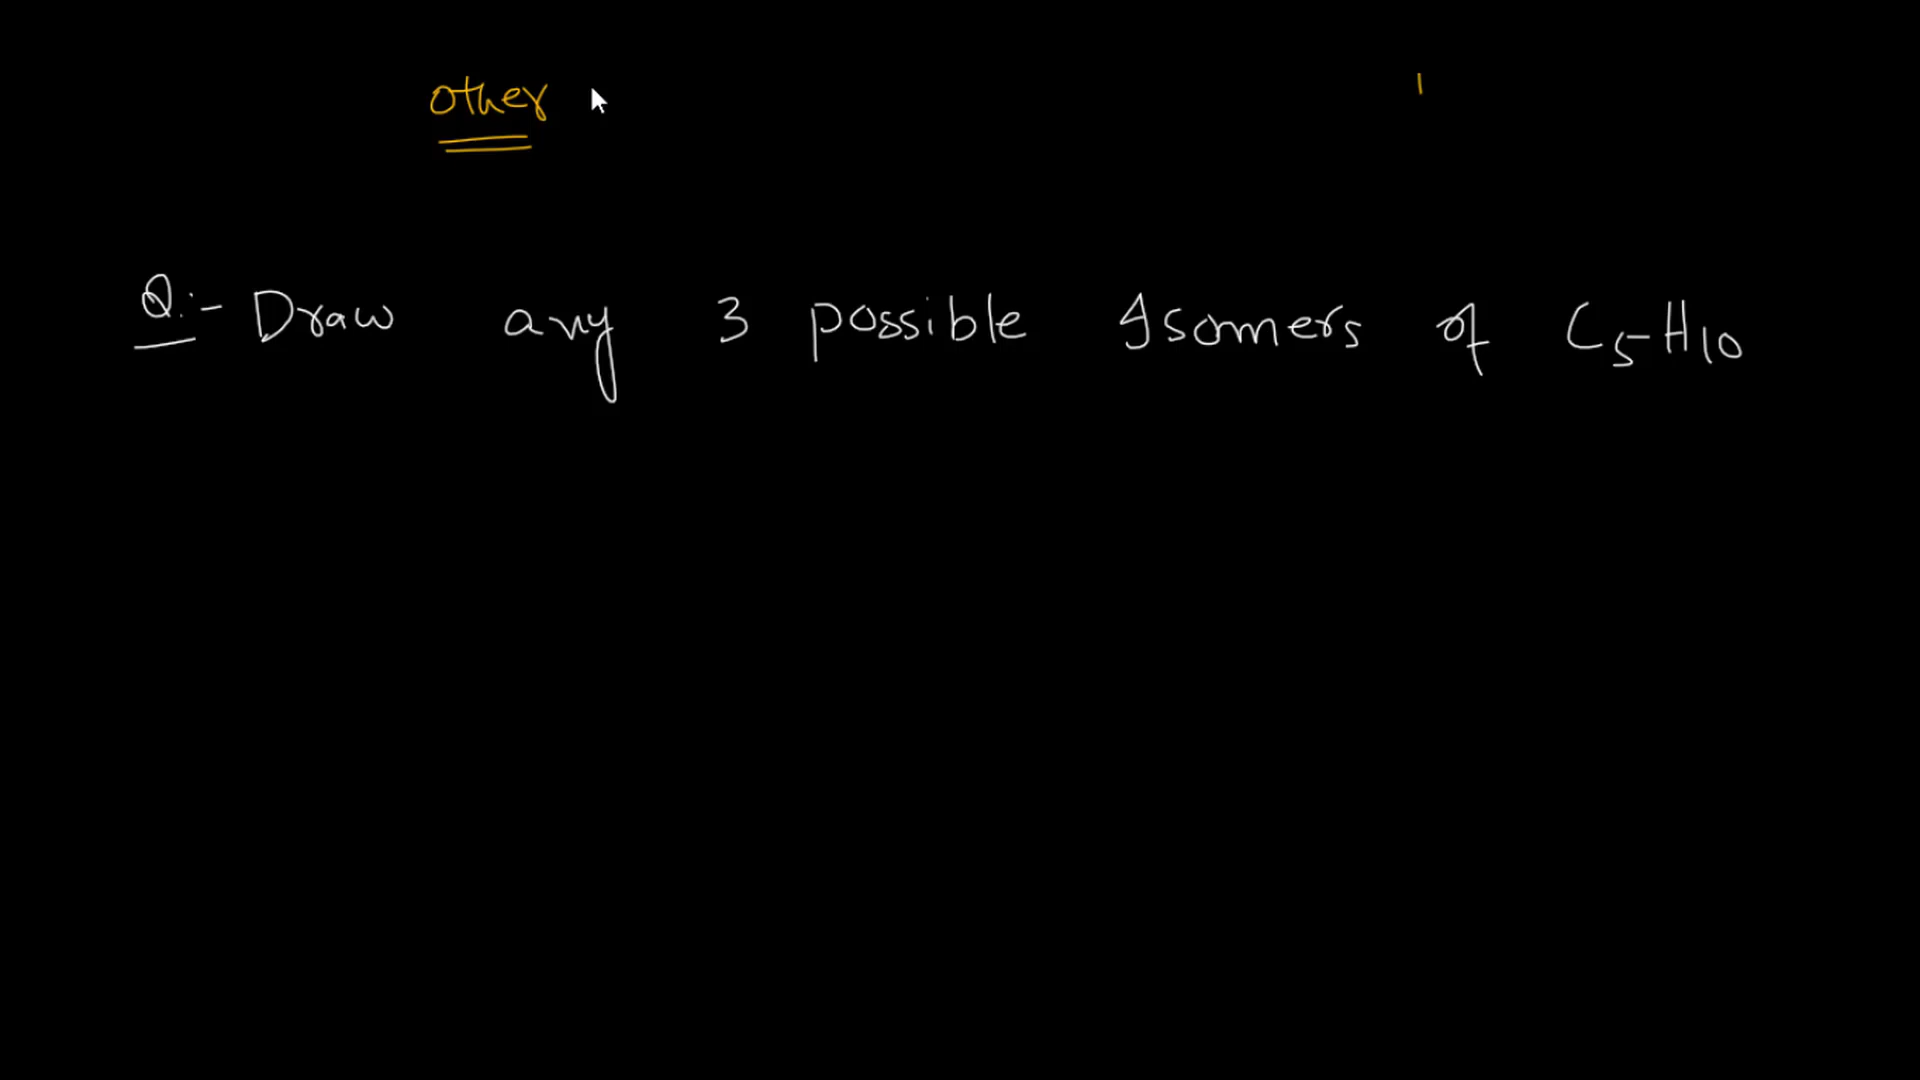 other
Q:- Draw any 3 possible Isomers of C5H10